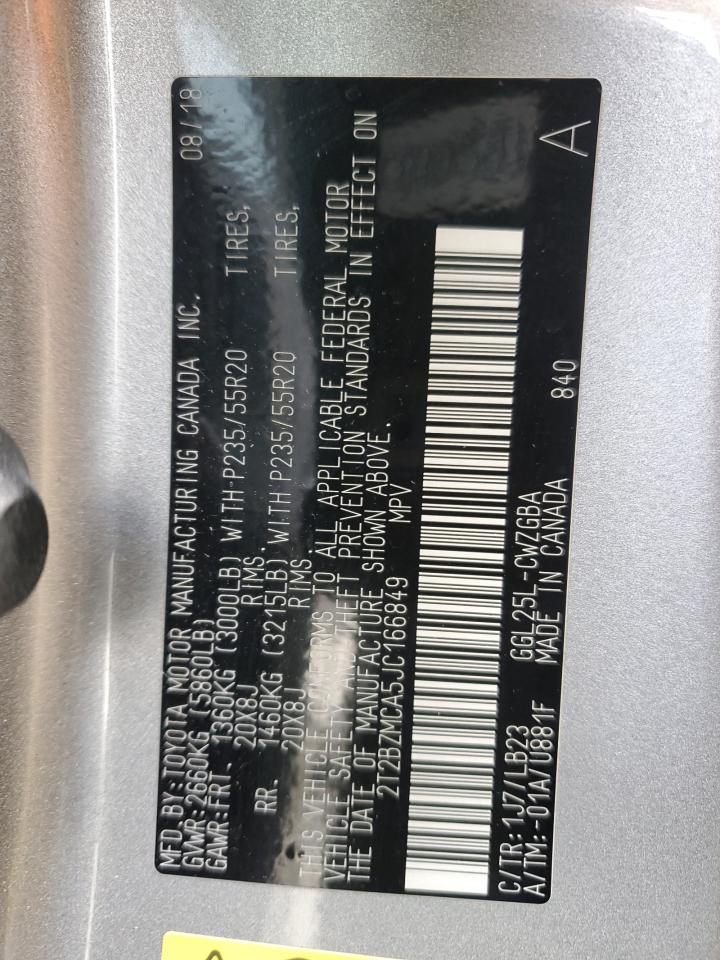 MFD. BY: TOYOTA MOTOR MANUFACTURING CANADA INC. 08/18
GVWR: 2660KG (5860LB)
GAWR: FRT. 1360KG (3000LB) WITH P235/55R20 TIRES,
20X8J RIMS.
RR. 1460KG (3215LB) WITH P235/55R20 TIRES,
20X8J RIMS
THIS VEHICLE CONFORMS TO ALL APPLICABLE FEDERAL MOTOR
VEHICLE SAFETY AND THEFT PREVENTION STANDARDS IN EFFECT ON
THE DATE OF MANUFACTURE SHOWN ABOVE.
2T2BZMCA5JC166849 MPV
C/TR: 1J7/LB23 GGL25L-CWZGBA
A/TM: -01A/U881F MADE IN CANADA 840 A